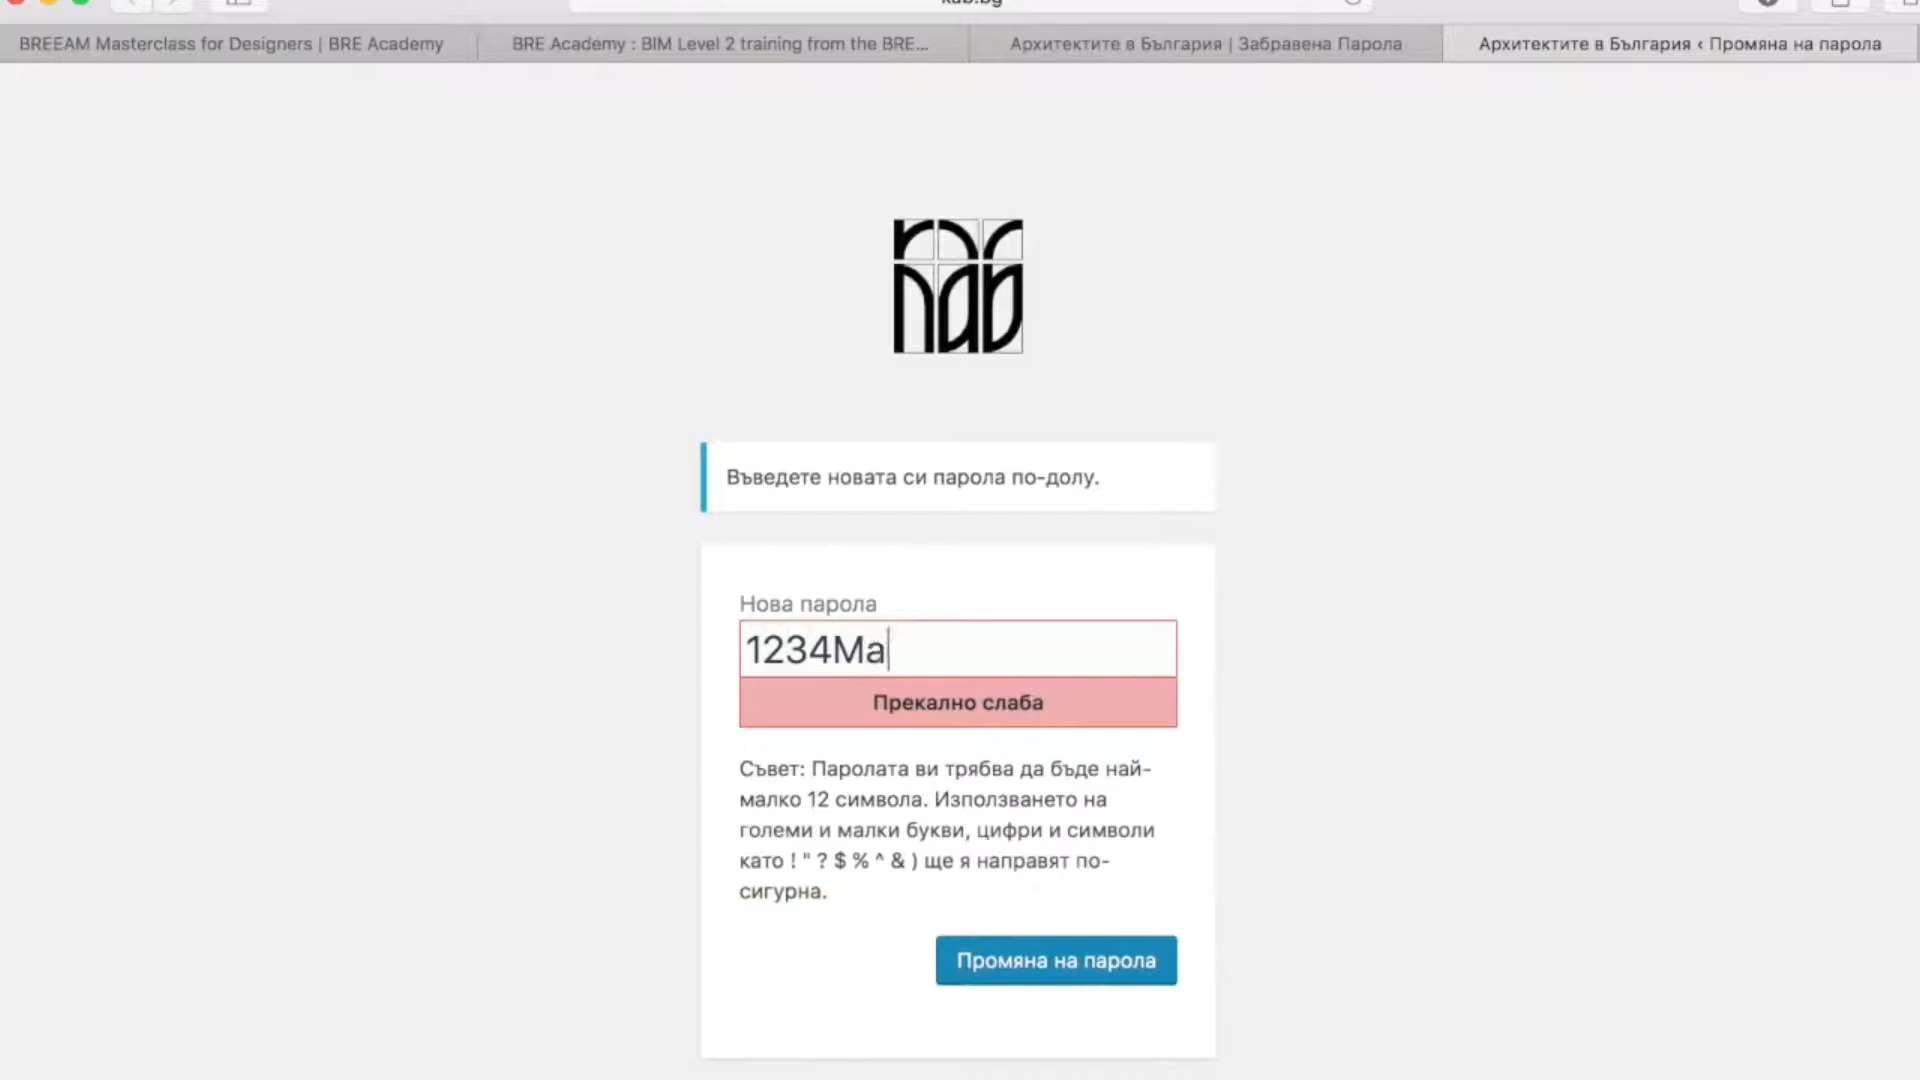 BREEAM Masterclass for Designers | BRE Academy
BRE Academy : BIM Level 2 training from the BRE...
Архитектите в България | Забравена Парола
Архитектите в България ‹ Промяна на парола
Въведете новата си парола по-долу.
Нова парола
1234Ma
Прекално слаба
Съвет: Паролата ви трябва да бъде най-
малко 12 символа. Използването на
големи и малки букви, цифри и символи
като ! " ? $ % ^ & ) ще я направят по-
сигурна.
Промяна на парола